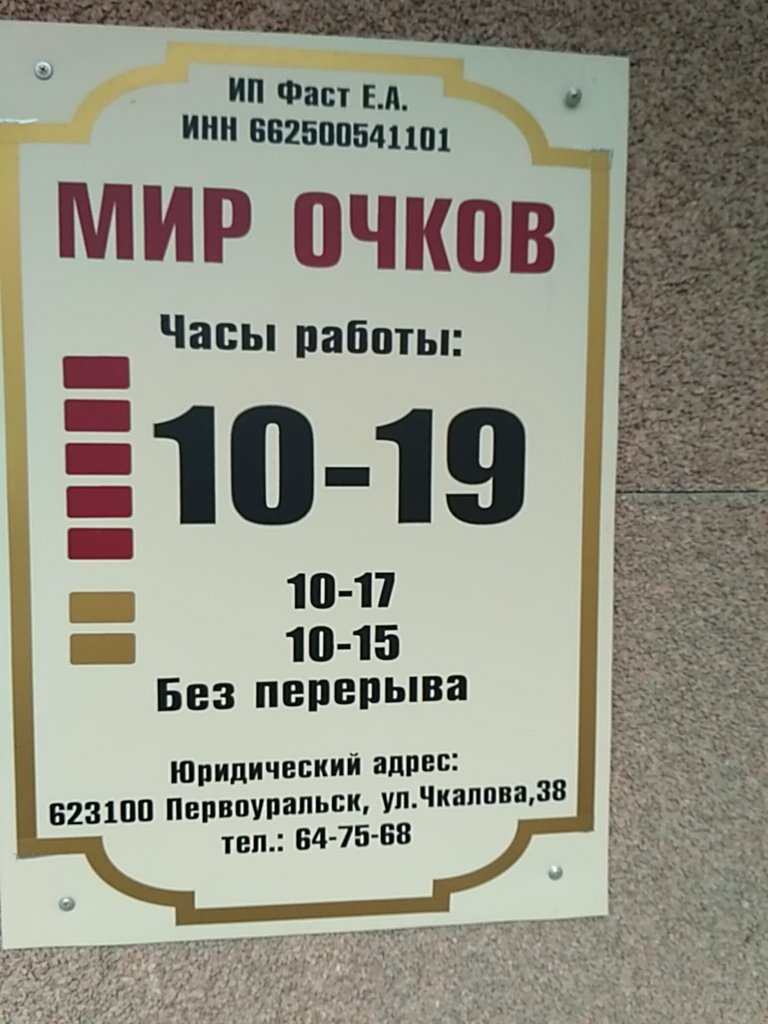 ИП Фаст Е.А.
ИНН 662500541101
МИР ОЧКОВ
Часы работы:
10-19
10-17
10-15
Без перерыва
Юридический адрес:
623100 Первоуральск, ул.Чкалова,38
тел.: 64-75-68